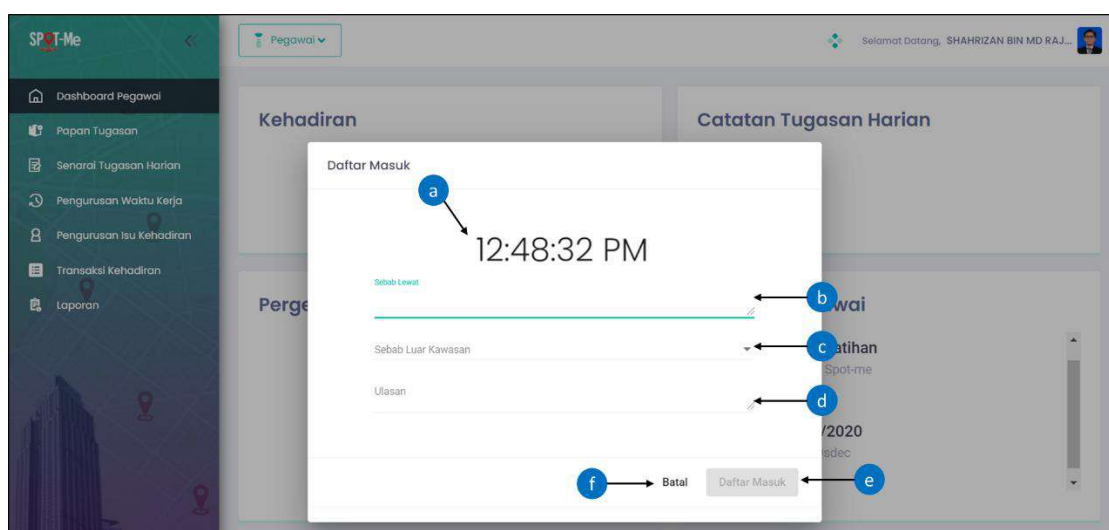 SPOT-Me
Pegawai
Selamat Datang, SHAHRIZAN BIN MD RAJ...
Dashboard Pegawai
Papan Tugasan
Senarai Tugasan Harian
Pengurusan Waktu Kerja
Pengurusan Isu Kehadiran
Transaksi Kehadiran
Laporan
Kehadiran
Catatan Tugasan Harian
Daftar Masuk
a
12:48:32 PM
Sebab Lewat
b
Sebab Luar Kawasan
c
Ulasan
d
f
Batal
Daftar Masuk
e
Perge
wai
atihan
Spot-me
/2020